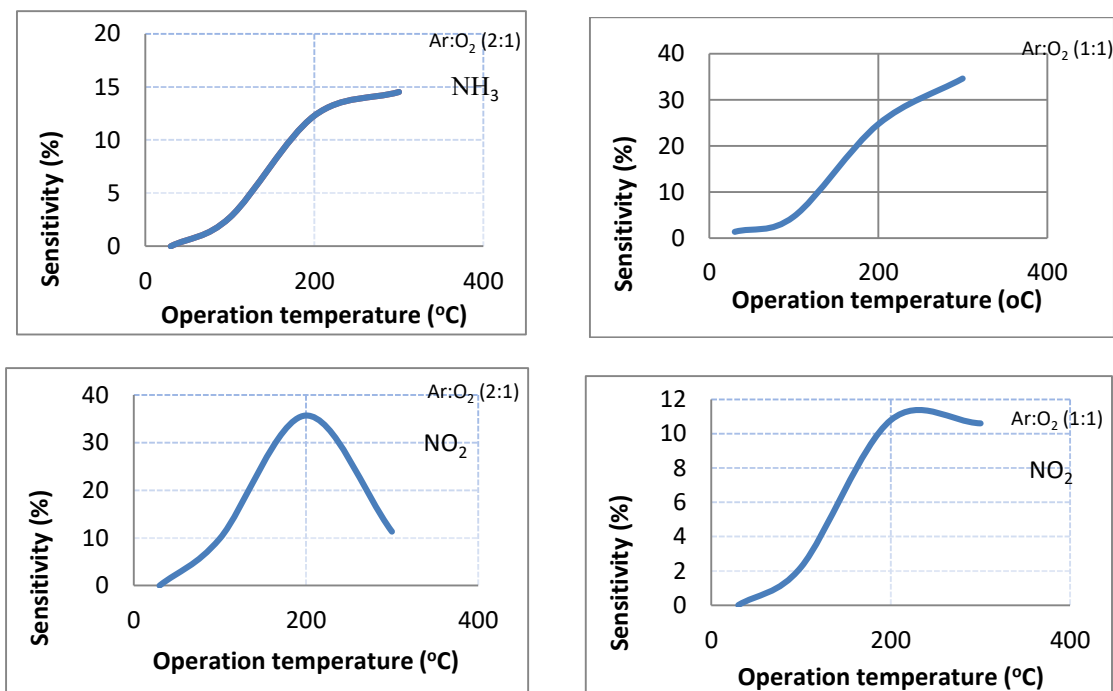 Ar:O₂ (2:1)
NH₃
20
15
10
5
0
0 200 400
Sensitivity (%)
Operation temperature (ᵒC)
Ar:O₂ (1:1)
40
30
20
10
0
0 200 400
Sensitivity (%)
Operation temperature (oC)
Ar:O₂ (2:1)
NO₂
40
30
20
10
0
0 200 400
Sensitivity (%)
Operation temperature (ᵒC)
Ar:O₂ (1:1)
NO₂
12
10
8
6
4
2
0
0 200 400
Sensitivity (%)
Operation temperature (ᵒC)